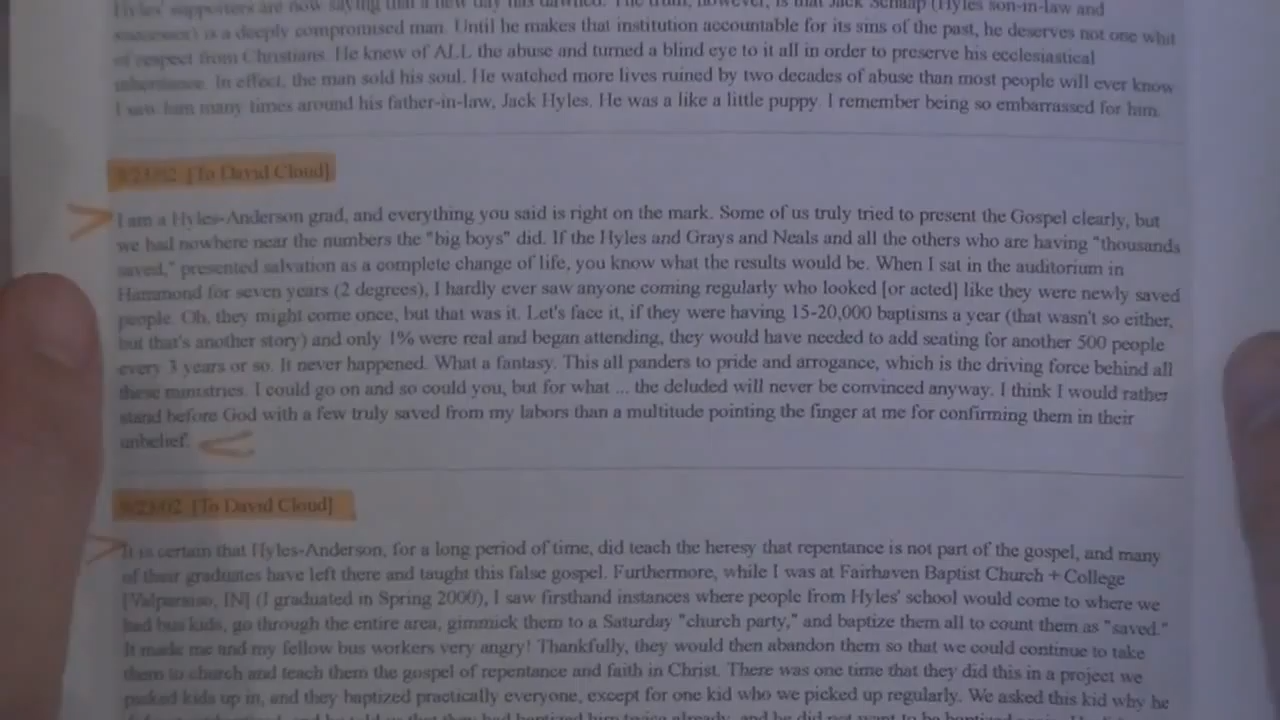 Hyles' supporters are now saying that a new day has dawned. The truth, however, is that Jack Schaap (Hyles son-in-law and
successor) is a deeply compromised man. Until he makes that institution accountable for its sins of the past, he deserves not one whit
of respect from Christians. He knew of ALL the abuse and turned a blind eye to it all in order to preserve his ecclesiastical
inheritance. In effect, the man sold his soul. He watched more lives ruined by two decades of abuse than most people will ever know
I saw him many times around his father-in-law, Jack Hyles. He was a like a little puppy. I remember being so embarrassed for him.
9/23/02 [To David Cloud]
I am a Hyles-Anderson grad, and everything you said is right on the mark. Some of us truly tried to present the Gospel clearly, but
we had nowhere near the numbers the "big boys" did. If the Hyles and Grays and Neals and all the others who are having "thousands
saved," presented salvation as a complete change of life, you know what the results would be. When I sat in the auditorium in
Hammond for seven years (2 degrees), I hardly ever saw anyone coming regularly who looked [or acted] like they were newly saved
people. Oh, they might come once, but that was it. Let's face it, if they were having 15-20,000 baptisms a year (that wasn't so either,
but that's another story) and only 1% were real and began attending, they would have needed to add seating for another 500 people
every 3 years or so. It never happened. What a fantasy. This all panders to pride and arrogance, which is the driving force behind all
these ministries. I could go on and so could you, but for what ... the deluded will never be convinced anyway. I think I would rather
stand before God with a few truly saved from my labors than a multitude pointing the finger at me for confirming them in their
unbelief.
9/23/02 [To David Cloud]
It is certain that Hyles-Anderson, for a long period of time, did teach the heresy that repentance is not part of the gospel, and many
of their graduates have left there and taught this false gospel. Furthermore, while I was at Fairhaven Baptist Church + College
[Valparaiso, IN] (I graduated in Spring 2000), I saw firsthand instances where people from Hyles' school would come to where we
had bus kids, go through the entire area, gimmick them to a Saturday "church party," and baptize them all to count them as "saved."
It made me and my fellow bus workers very angry! Thankfully, they would then abandon them so that we could continue to take
them to church and teach them the gospel of repentance and faith in Christ. There was one time that they did this in a project we
picked kids up in, and they baptized practically everyone, except for one kid who we picked up regularly. We asked this kid why he